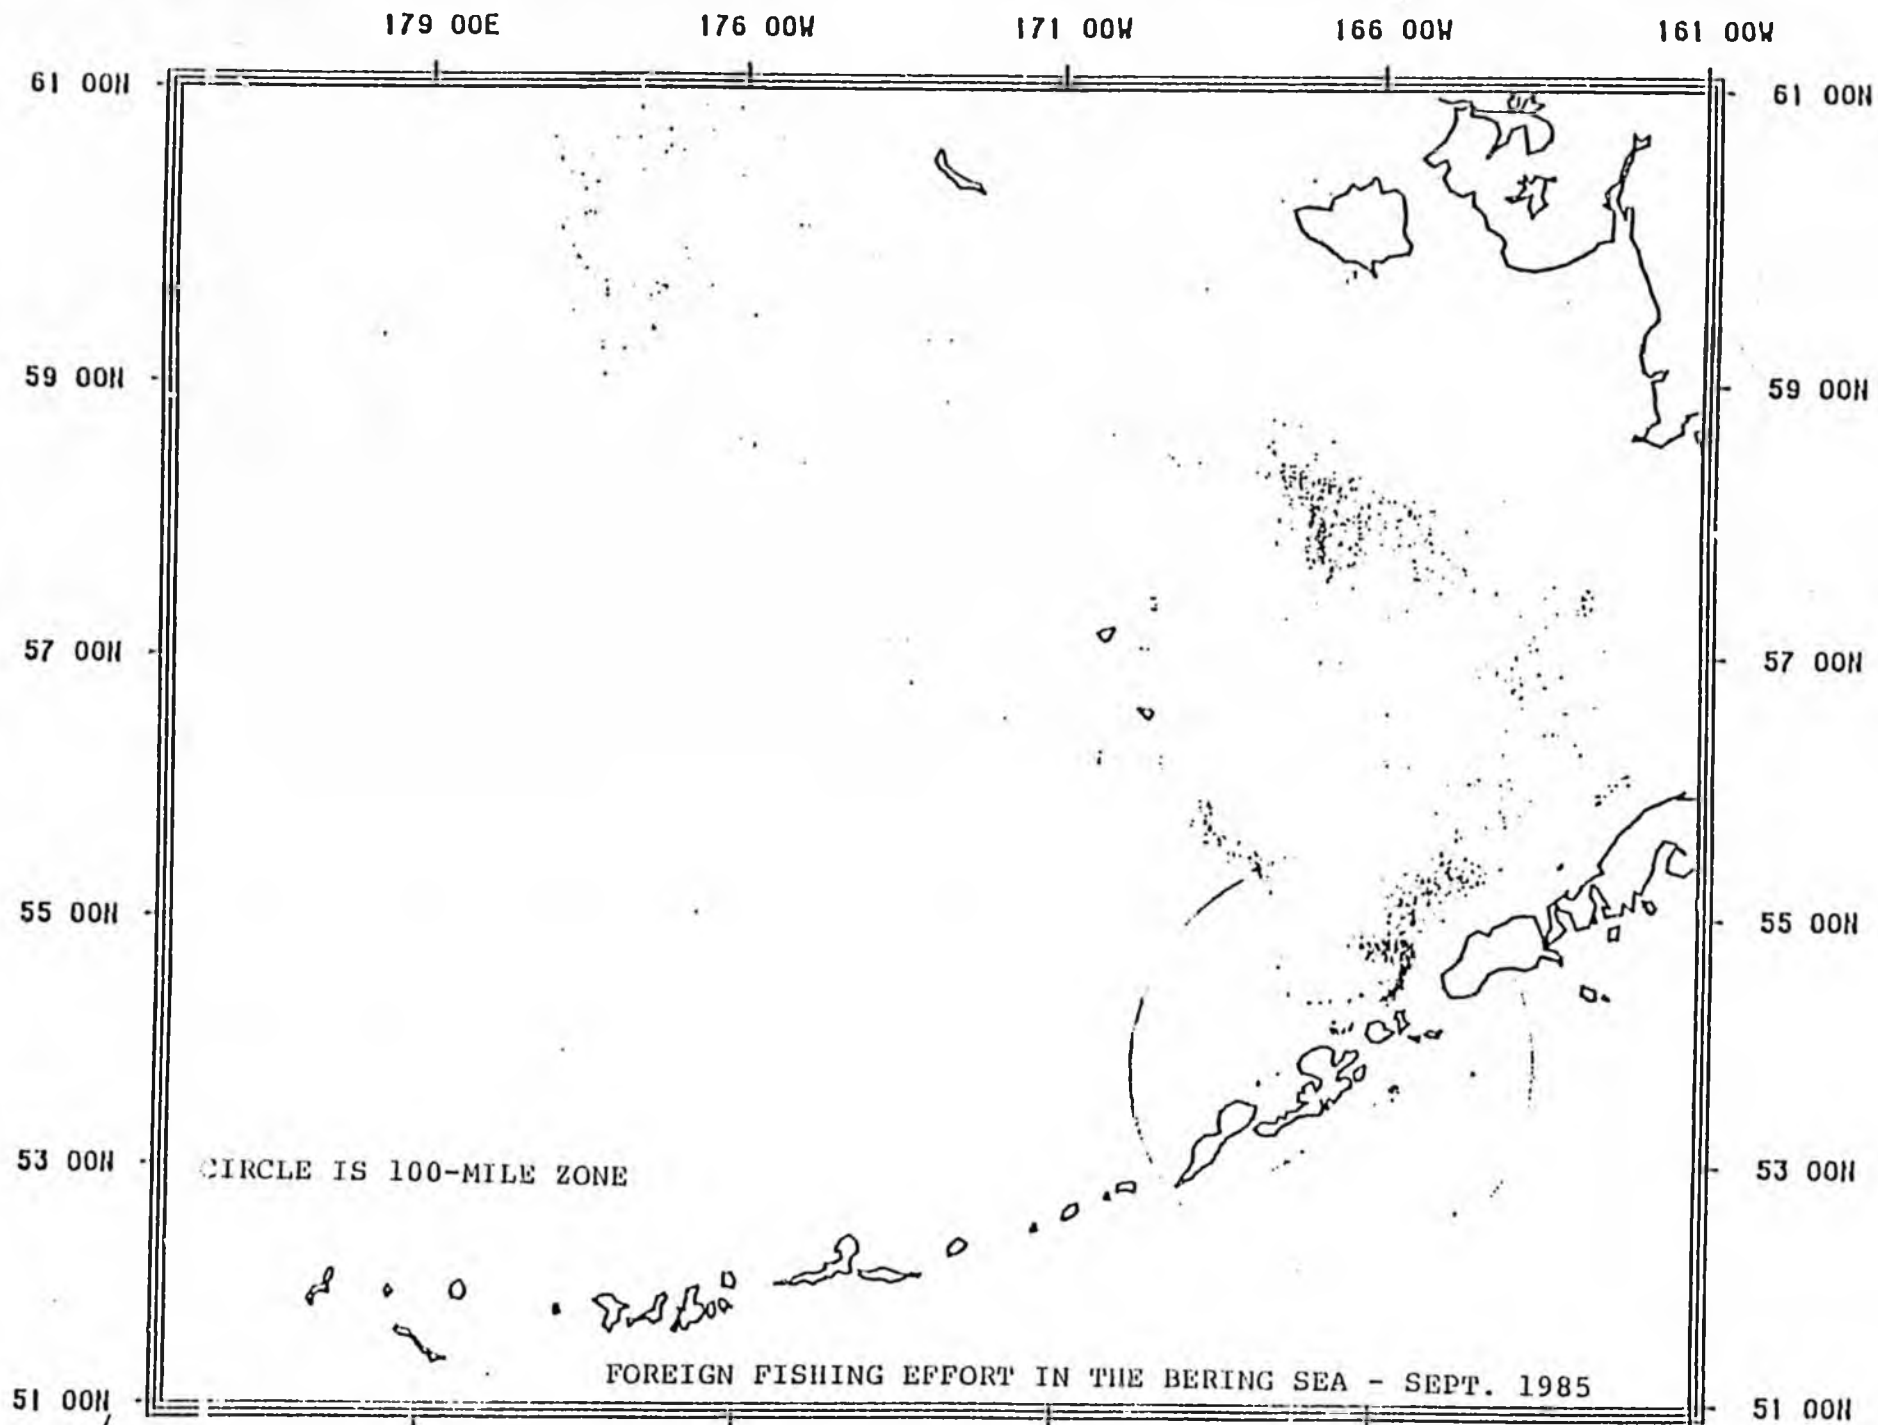 179 00E 176 00W 171 00W 166 00W 161 00W
61 00N 61 00N
59 00N 59 00N
57 00N 57 00N
55 00N 55 00N
53 00N 53 00N
CIRCLE IS 100-MILE ZONE
FOREIGN FISHING EFFORT IN THE BERING SEA - SEPT. 1985
51 00N 51 00N